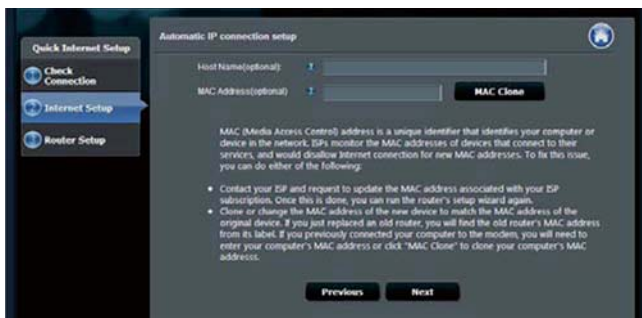 Automatic IP connection setup
Quick Internet Setup
Check
Connection
Internet Setup
Router Setup
Host Name(optional):
MAC Address(optional)
MAC Clone
MAC (Media Access Control) address is a unique identifier that identifies your computer or
device in the network. ISPs monitor the MAC addresses of devices that connect to their
services, and would disallow Internet connection for new MAC addresses. To fix this issue,
you can do either of the following:
• Contact your ISP and request to update the MAC address associated with your ISP
subscription. Once this is done, you can run the router's setup wizard again.
• Clone or change the MAC address of the new device to match the MAC address of the
original device. If you just replaced an old router, you will find the old router's MAC address
from its label. If you previously connected your computer to the modem, you will need to
enter your computer's MAC address or click "MAC Clone" to clone your computer's MAC
addresss.
Previous Next